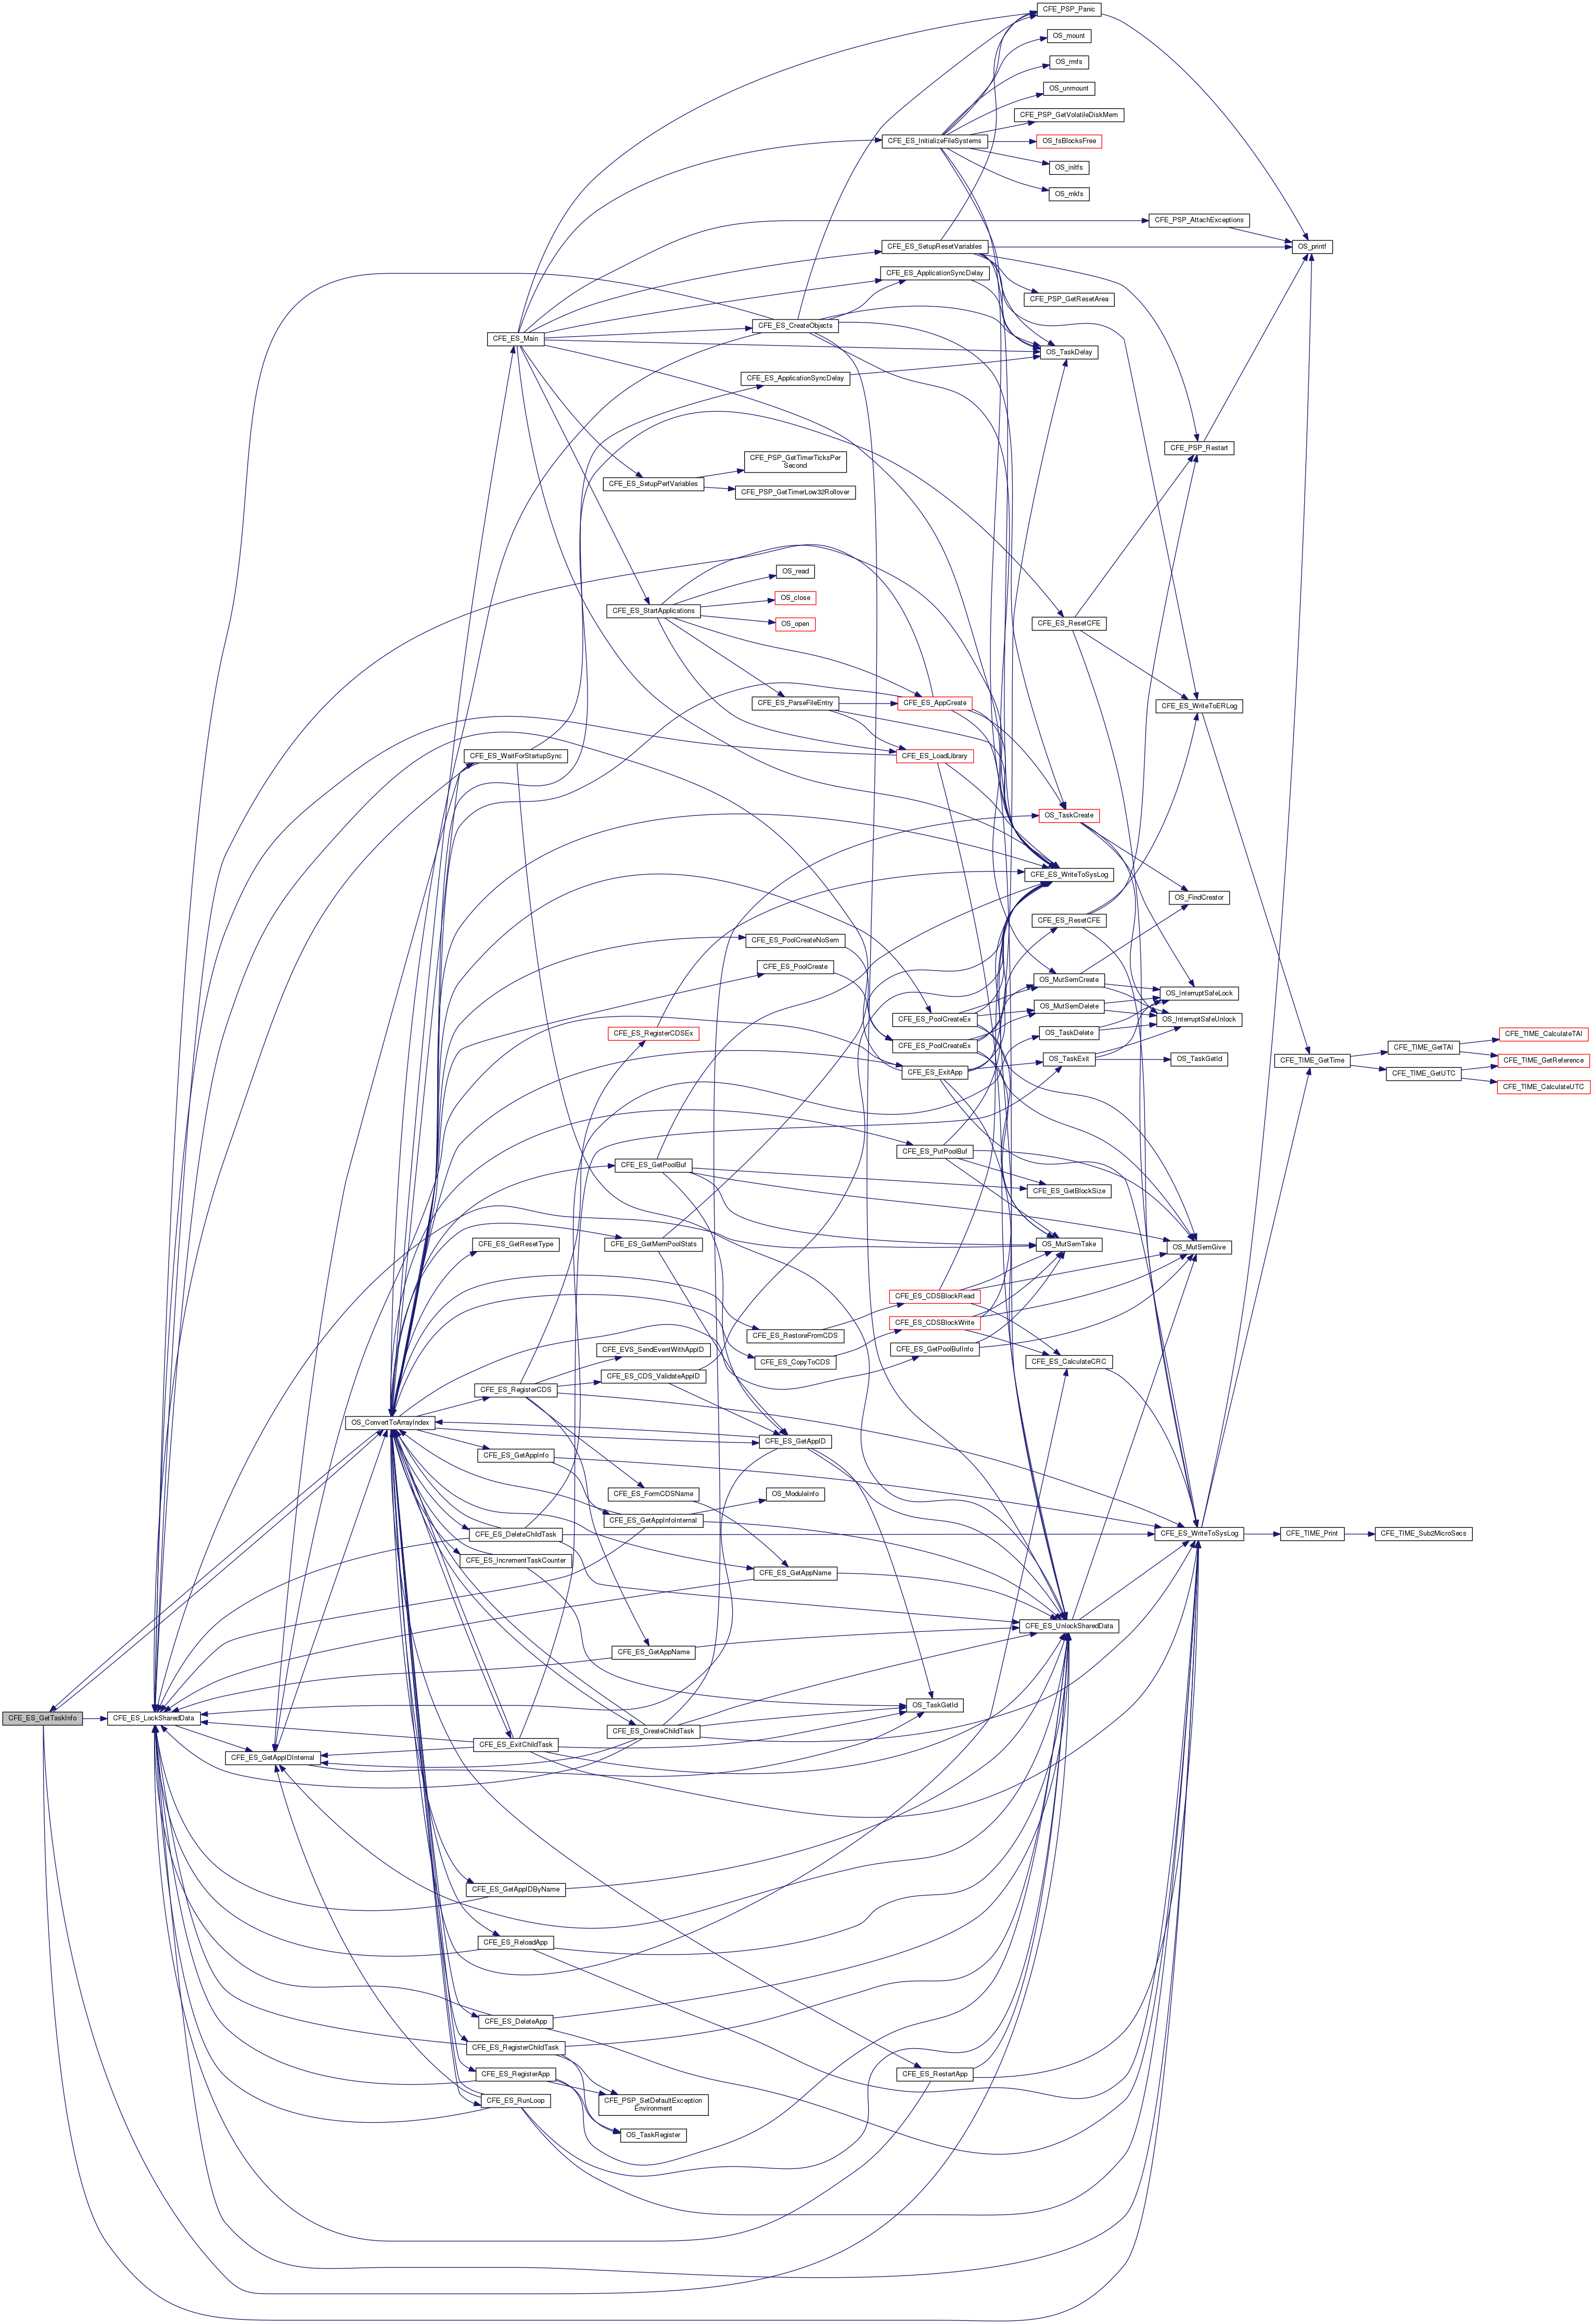 CFE_PSP_Panic
OS_mount
OS_rmfs
OS_unmount
CFE_PSP_GetVolatileDiskMem
CFE_ES_InitializeFileSystems
OS_fsBlocksFree
OS_initfs
OS_mkfs
CFE_PSP_AttachExceptions
CFE_ES_SetupResetVariables
OS_printf
CFE_ES_ApplicationSyncDelay
CFE_PSP_GetResetArea
CFE_ES_CreateObjects
CFE_ES_Main
OS_TaskDelay
CFE_ES_ApplicationSyncDelay
CFE_PSP_Restart
CFE_PSP_GetTimerTicksPer
Second
CFE_ES_SetupPerfVariables
CFE_PSP_GetTimerLow32Rollover
OS_read
OS_close
CFE_ES_StartApplications
OS_open
CFE_ES_ResetCFE
CFE_ES_ParseFileEntry
CFE_ES_AppCreate
CFE_ES_WriteToERLog
CFE_ES_WaitForStartupSync
CFE_ES_LoadLibrary
OS_TaskCreate
CFE_ES_WriteToSysLog
OS_FindCreator
CFE_ES_ResetCFE
CFE_ES_PoolCreateNoSem
CFE_ES_PoolCreate
OS_MutSemCreate
OS_InterruptSafeLock
OS_MutSemDelete
CFE_ES_PoolCreateEx
OS_InterruptSafeUnlock
CFE_ES_RegisterCDSEx
OS_TaskDelete
CFE_ES_PoolCreateEx
CFE_TIME_CalculateTAI
CFE_TIME_GetTAI
OS_TaskExit
OS_TaskGetId
CFE_TIME_GetTime
CFE_TIME_GetReference
CFE_ES_ExitApp
CFE_TIME_GetUTC
CFE_TIME_CalculateUTC
CFE_ES_PutPoolBuf
CFE_ES_GetPoolBuf
CFE_ES_GetBlockSize
CFE_ES_GetResetType
CFE_ES_GetMemPoolStats
OS_MutSemTake
OS_MutSemGive
CFE_ES_CDSBlockRead
CFE_ES_CDSBlockWrite
CFE_ES_RestoreFromCDS
CFE_EVS_SendEventWithAppID
CFE_ES_GetPoolBufInfo
CFE_ES_CopyToCDS
CFE_ES_CalculateCRC
CFE_ES_CDS_ValidateAppID
CFE_ES_RegisterCDS
OS_ConvertToArrayIndex
CFE_ES_GetAppID
CFE_ES_GetAppInfo
CFE_ES_FormCDSName
OS_ModuleInfo
CFE_ES_GetAppInfoInternal
CFE_ES_DeleteChildTask
CFE_ES_WriteToSysLog
CFE_TIME_Print
CFE_TIME_Sub2MicroSecs
CFE_ES_IncrementTaskCounter
CFE_ES_GetAppName
CFE_ES_UnlockSharedData
CFE_ES_GetAppName
OS_TaskGetId
CFE_ES_GetTaskInfo
CFE_ES_LockSharedData
CFE_ES_CreateChildTask
CFE_ES_ExitChildTask
CFE_ES_GetAppIDInternal
CFE_ES_GetAppIDByName
CFE_ES_ReloadApp
CFE_ES_DeleteApp
CFE_ES_RegisterChildTask
CFE_ES_RegisterApp
CFE_ES_RestartApp
CFE_ES_RunLoop
CFE_PSP_SetDefaultException
Environment
OS_TaskRegister